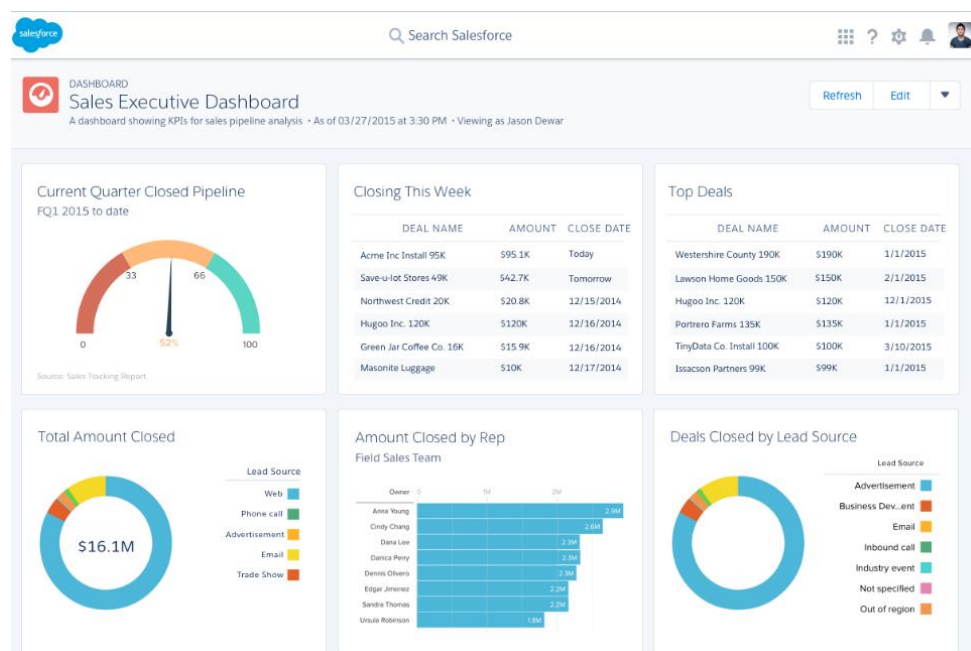 salesforce
Search Salesforce
?
DASHBOARD
Sales Executive Dashboard
A dashboard showing KPIs for sales pipeline analysis • As of 03/27/2015 at 3:30 PM • Viewing as Jason Dewar
Refresh Edit
Current Quarter Closed Pipeline
FQ1 2015 to date
33 66
0 52% 100
Source: Sales Tracking Report
Closing This Week
DEAL NAME AMOUNT CLOSE DATE
Acme Inc Install 95K $95.1K Today
Save-u-lot Stores 49K $42.7K Tomorrow
Northwest Credit 20K $20.8K 12/15/2014
Hugoo Inc. 120K $120K 12/16/2014
Green Jar Coffee Co. 16K $15.9K 12/16/2014
Masonite Luggage $10K 12/17/2014
Top Deals
DEAL NAME AMOUNT CLOSE DATE
Westershire County 190K $190K 1/1/2015
Lawson Home Goods 150K $150K 2/1/2015
Hugoo Inc. 120K $120K 12/1/2015
Portrero Farms 135K $135K 1/1/2015
TinyData Co. Install 100K $100K 3/10/2015
Issacson Partners 99K $99K 1/1/2015
Total Amount Closed
$16.1M
Lead Source
Web
Phone call
Advertisement
Email
Trade Show
Amount Closed by Rep
Field Sales Team
Owner 0 1M 2M
Anna Young 2.9M
Cindy Chang 2.6M
Dana Lee 2.3M
Danica Perry 2.3M
Dennis Olivero 2.3M
Edgar Jimenez 2.2M
Sandra Thomas 2.2M
Ursula Robinson 1.8M
Deals Closed by Lead Source
Lead Source
Advertisement
Business Dev...ent
Email
Inbound call
Industry event
Not specified
Out of region